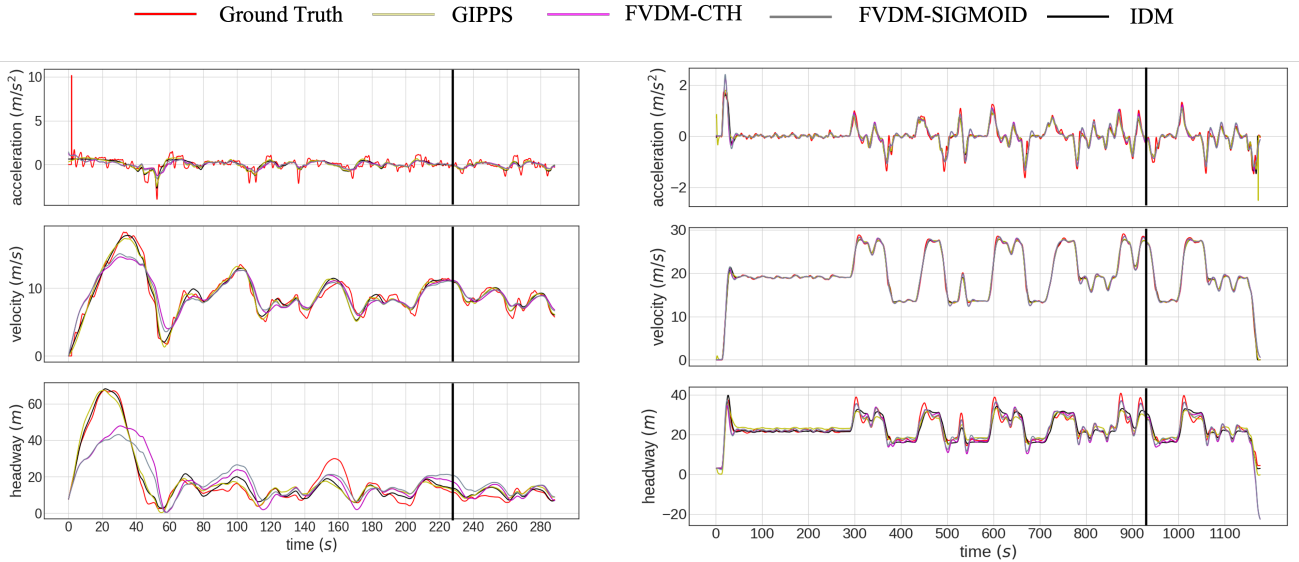 Ground Truth GIPPS FVDM-CTH FVDM-SIGMOID IDM
acceleration (m/s²)
10
5
0
velocity (m/s)
10
0
headway (m)
60
40
20
0
0 20 40 60 80 100 120 140 160 180 200 220 240 260 280
time (s)
acceleration (m/s²)
2
0
−2
velocity (m/s)
30
20
10
0
headway (m)
40
20
0
−20
0 100 200 300 400 500 600 700 800 900 1000 1100
time (s)